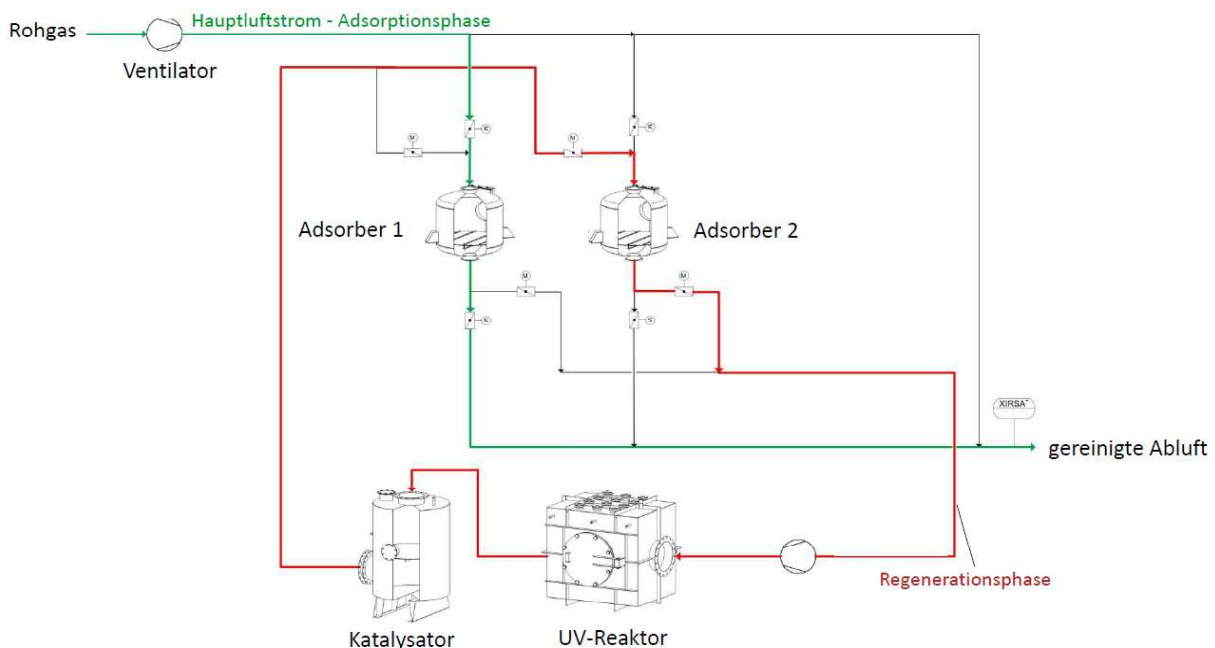 Hauptluftstrom - Adsorptionsphase
Rohgas
Ventilator
M
M
Adsorber 1
Adsorber 2
M
M
XIRSA+
gereinigte Abluft
Regenerationsphase
Katalysator
UV-Reaktor